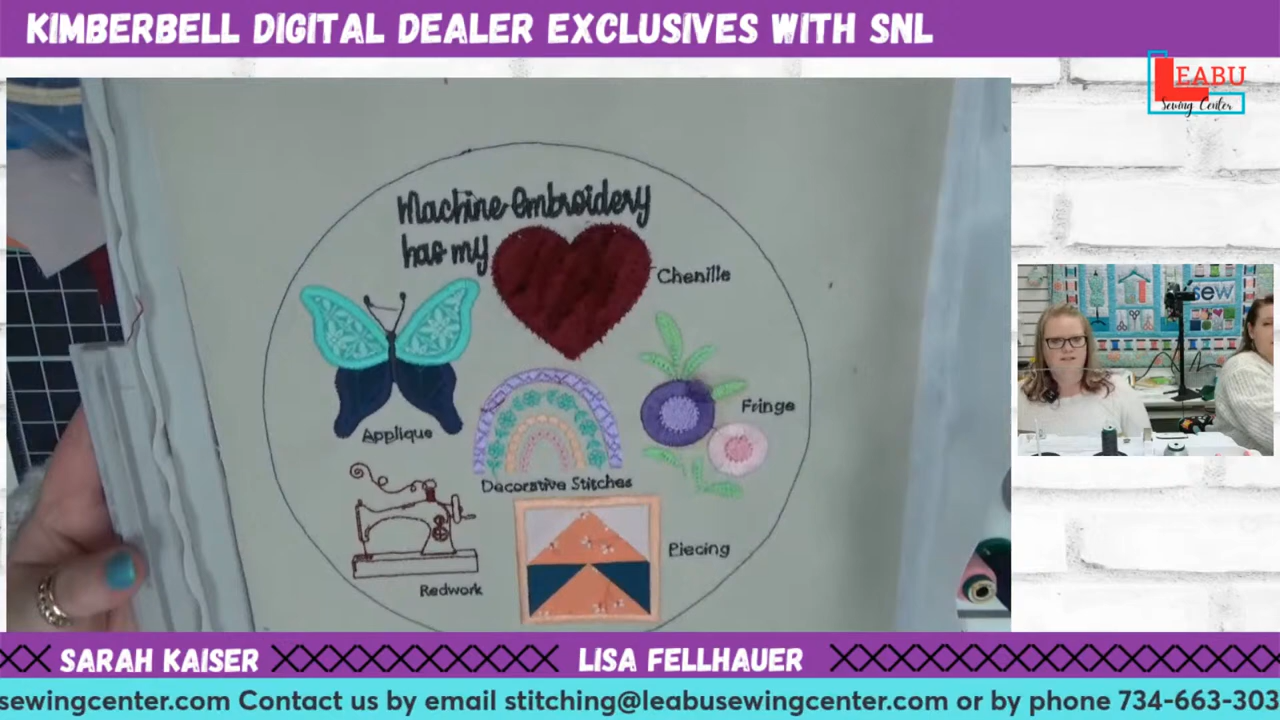 KIMBERBELL DIGITAL DEALER EXCLUSIVES WITH SNL
LEABU
Sewing Center
Machine Embroidery
has my
Chenille
Applique
Fringe
Decorative Stitches
Redwork
Piecing
sew
SARAH KAISER
LISA FELLHAUER
sewingcenter.com Contact us by email stitching@leabusewingcenter.com or by phone 734-663-303